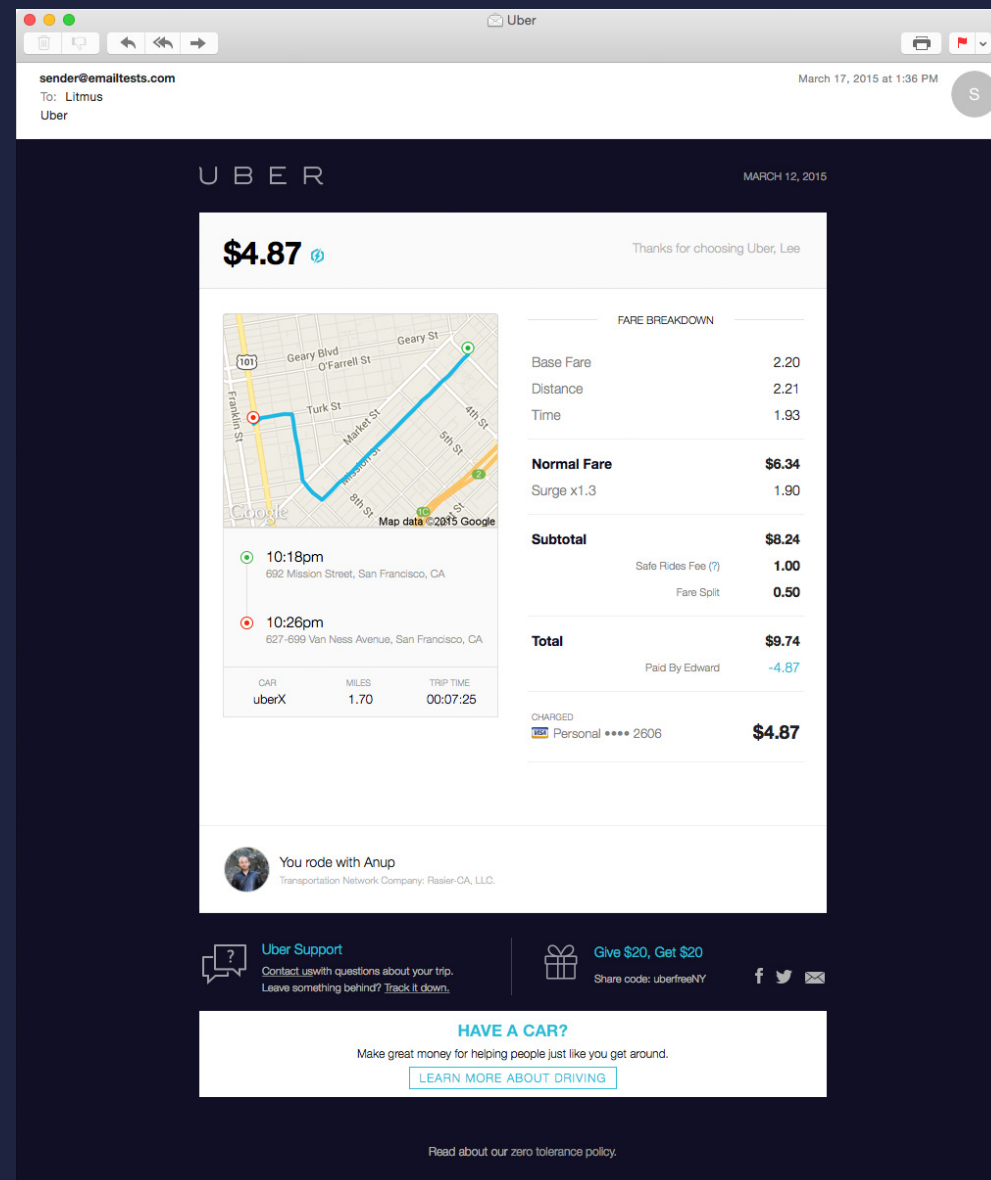 Uber
sender@emailtests.com
March 17, 2015 at 1:36 PM
S
To: Litmus
Uber
UBER
MARCH 12, 2015
$4.87
Thanks for choosing Uber, Lee
101
Geary Blvd
Geary St
O'Farrell St
Franklin St
Turk St
Market St
4th St
5th St
Mission St
8th St
2
1C
Google
Map data ©2015 Google
10:18pm
692 Mission Street, San Francisco, CA
10:26pm
627-699 Van Ness Avenue, San Francisco, CA
CAR MILES TRIP TIME
uberX 1.70 00:07:25
FARE BREAKDOWN
Base Fare 2.20
Distance 2.21
Time 1.93
Normal Fare $6.34
Surge x1.3 1.90
Subtotal $8.24
Safe Rides Fee (?) 1.00
Fare Split 0.50
Total $9.74
Paid By Edward -4.87
CHARGED
VISA Personal •••• 2606 $4.87
You rode with Anup
Transportation Network Company: Rasier-CA, LLC.
?
Uber Support
Contact uswith questions about your trip.
Leave something behind? Track it down.
Give $20, Get $20
Share code: uberfreeNY
f
HAVE A CAR?
Make great money for helping people just like you get around.
LEARN MORE ABOUT DRIVING
Read about our zero tolerance policy.